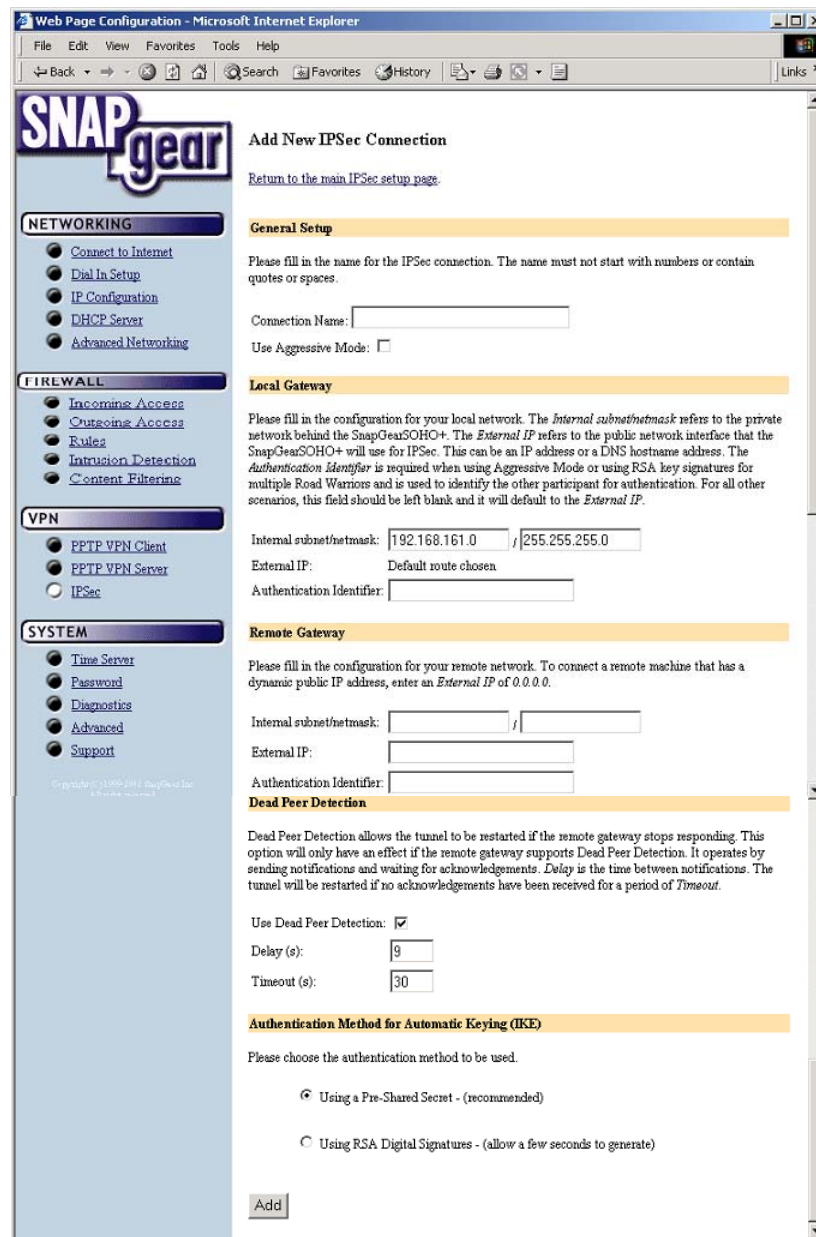 Web Page Configuration - Microsoft Internet Explorer
File Edit View Favorites Tools Help
Back Search Favorites History Links
SNAP gear
NETWORKING
Connect to Internet
Dial In Setup
IP Configuration
DHCP Server
Advanced Networking
FIREWALL
Incoming Access
Outgoing Access
Rules
Intrusion Detection
Content Filtering
VPN
PPTP VPN Client
PPTP VPN Server
IPSec
SYSTEM
Time Server
Password
Diagnostics
Advanced
Support
Add New IPSec Connection
Return to the main IPSec setup page.
General Setup
Please fill in the name for the IPSec connection. The name must not start with numbers or contain
quotes or spaces.
Connection Name:
Use Aggressive Mode:
Local Gateway
Please fill in the configuration for your local network. The Internal subnet/netmask refers to the private
network behind the SnapGearSOHO+. The External IP refers to the public network interface that the
SnapGearSOHO+ will use for IPSec. This can be an IP address or a DNS hostname address. The
Authentication Identifier is required when using Aggressive Mode or using RSA key signatures for
multiple Road Warriors and is used to identify the other participant for authentication. For all other
scenarios, this field should be left blank and it will default to the External IP.
Internal subnet/netmask: 192.168.161.0 / 255.255.255.0
External IP: Default route chosen
Authentication Identifier:
Remote Gateway
Please fill in the configuration for your remote network. To connect a remote machine that has a
dynamic public IP address, enter an External IP of 0.0.0.0.
Internal subnet/netmask: /
External IP:
Authentication Identifier:
Dead Peer Detection
Dead Peer Detection allows the tunnel to be restarted if the remote gateway stops responding. This
option will only have an effect if the remote gateway supports Dead Peer Detection. It operates by
sending notifications and waiting for acknowledgements. Delay is the time between notifications. The
tunnel will be restarted if no acknowledgements have been received for a period of Timeout.
Use Dead Peer Detection:
Delay (s): 9
Timeout (s): 30
Authentication Method for Automatic Keying (IKE)
Please choose the authentication method to be used.
Using a Pre-Shared Secret - (recommended)
Using RSA Digital Signatures - (allow a few seconds to generate)
Add